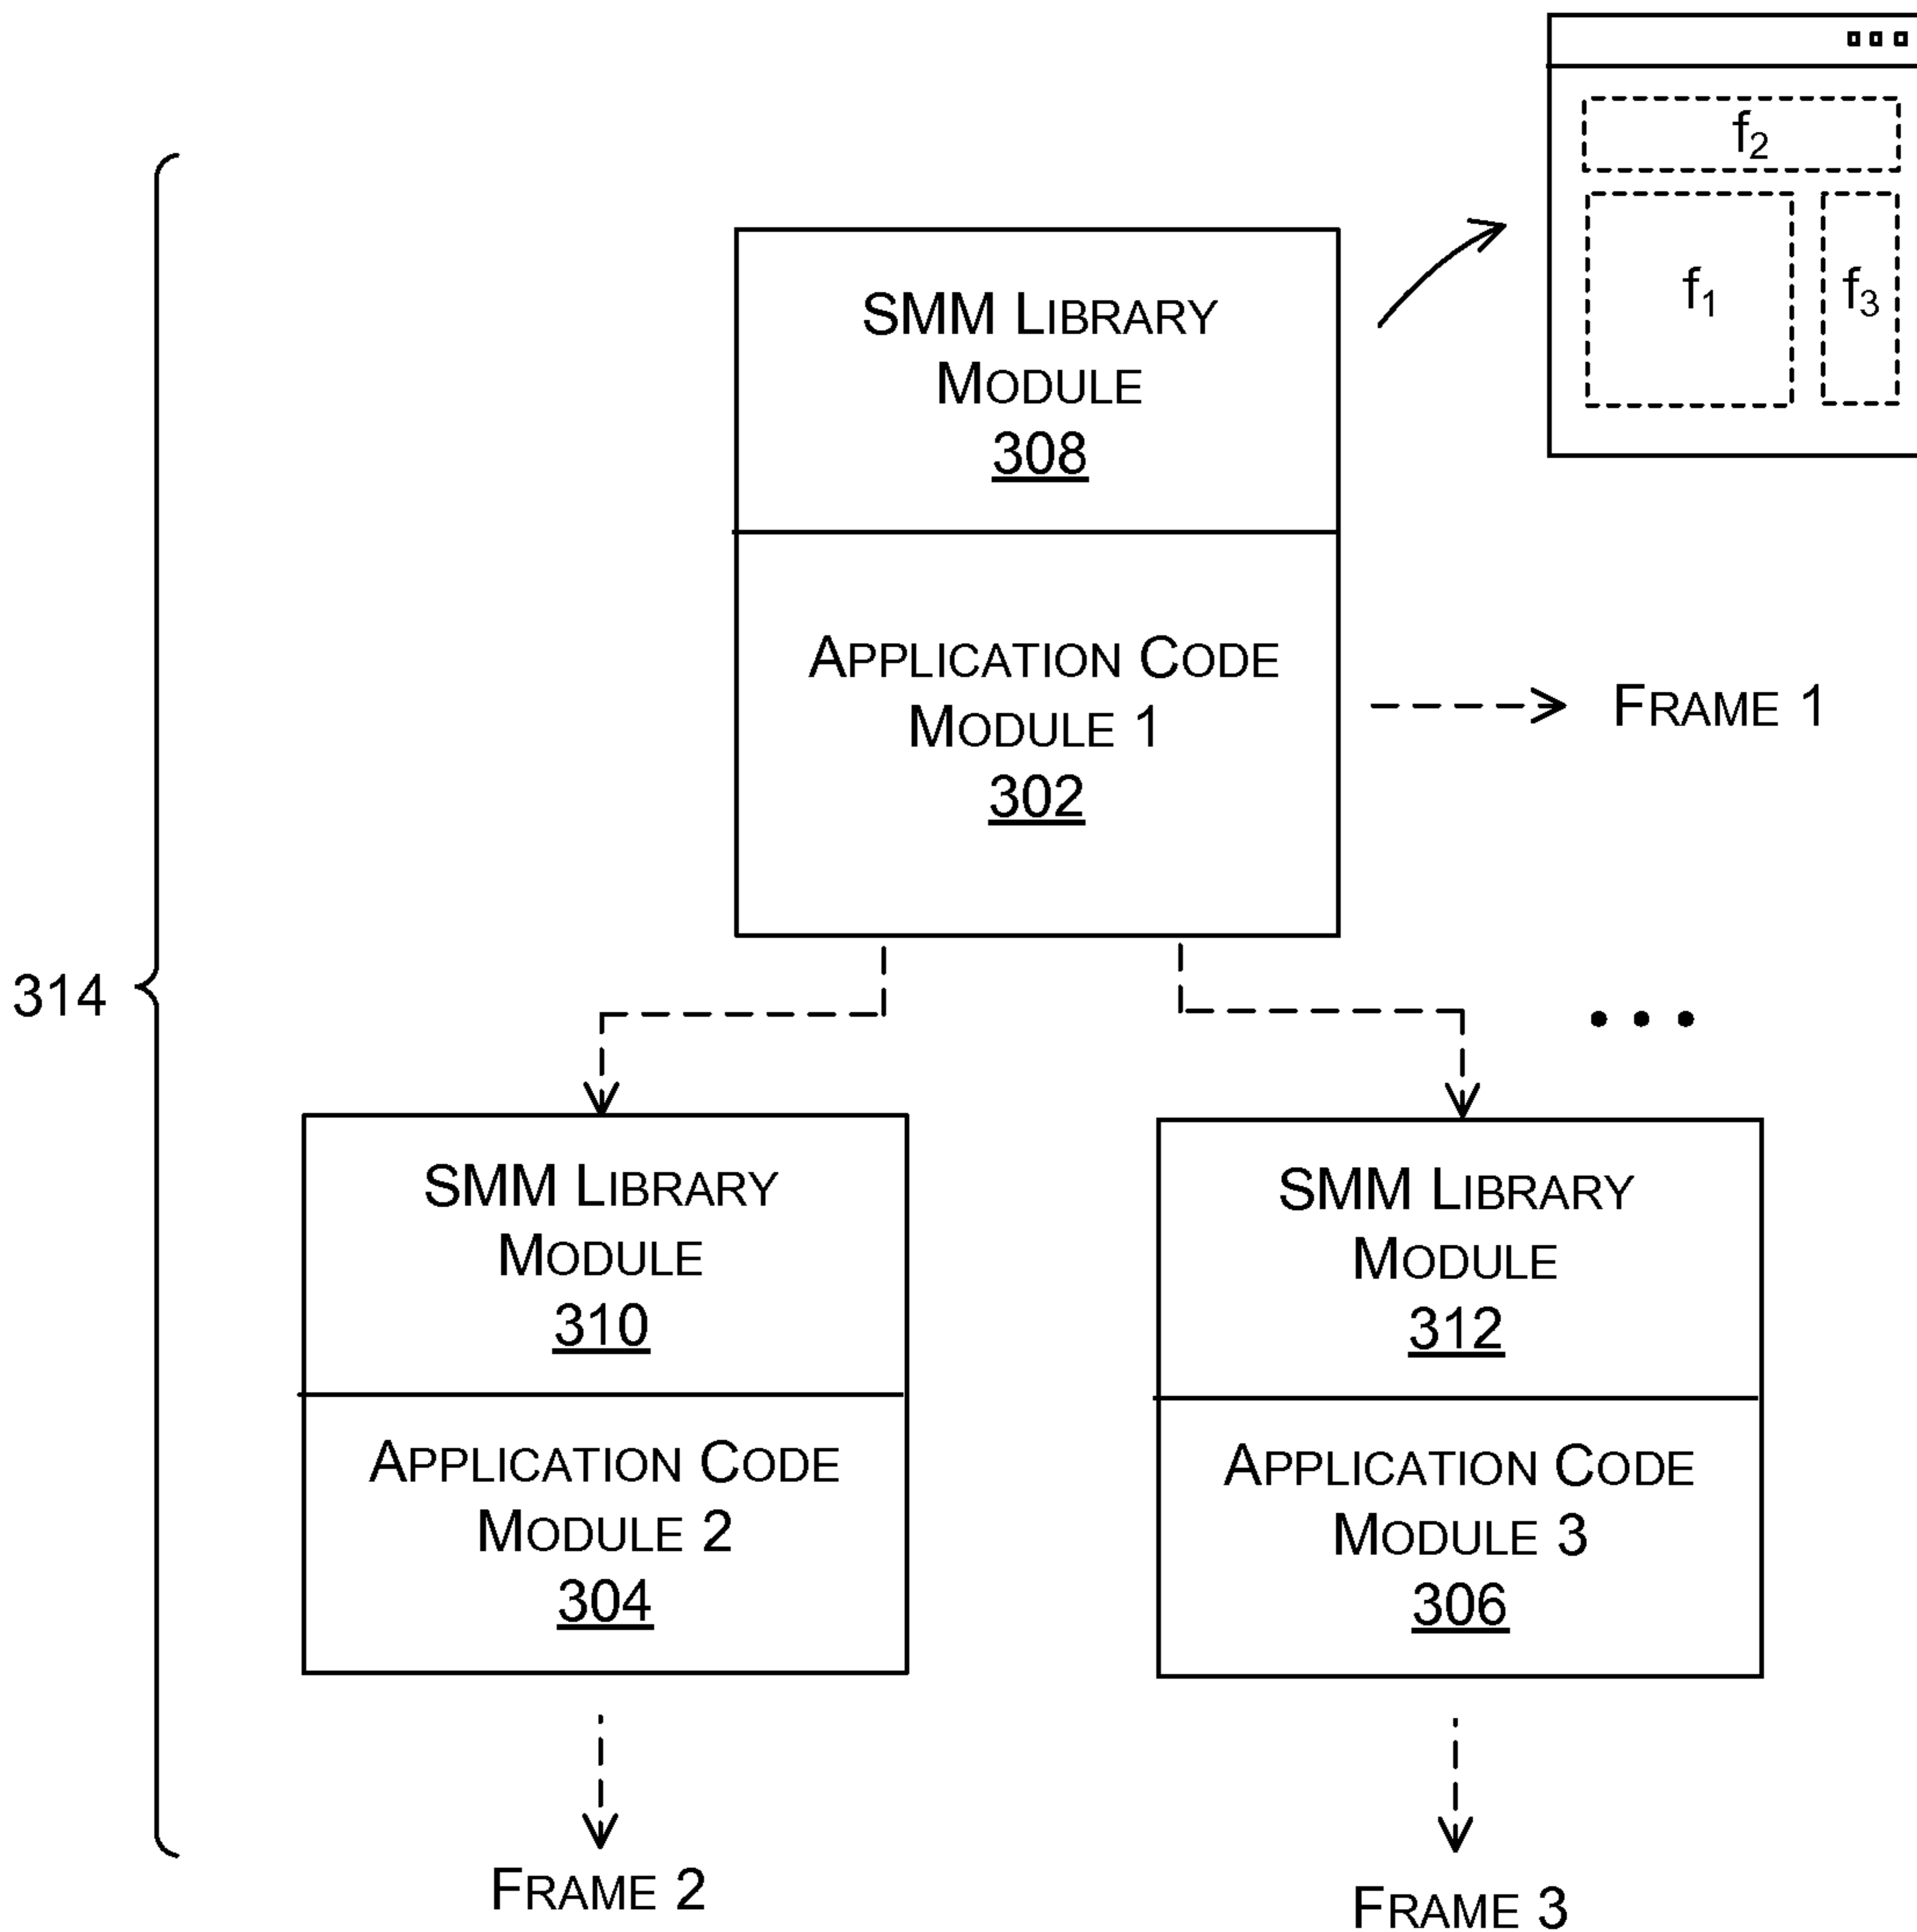 f2
f1
f3
SMM LIBRARY
MODULE
308
APPLICATION CODE
MODULE 1
302
FRAME 1
314
SMM LIBRARY
MODULE
310
APPLICATION CODE
MODULE 2
304
SMM LIBRARY
MODULE
312
APPLICATION CODE
MODULE 3
306
FRAME 2
FRAME 3